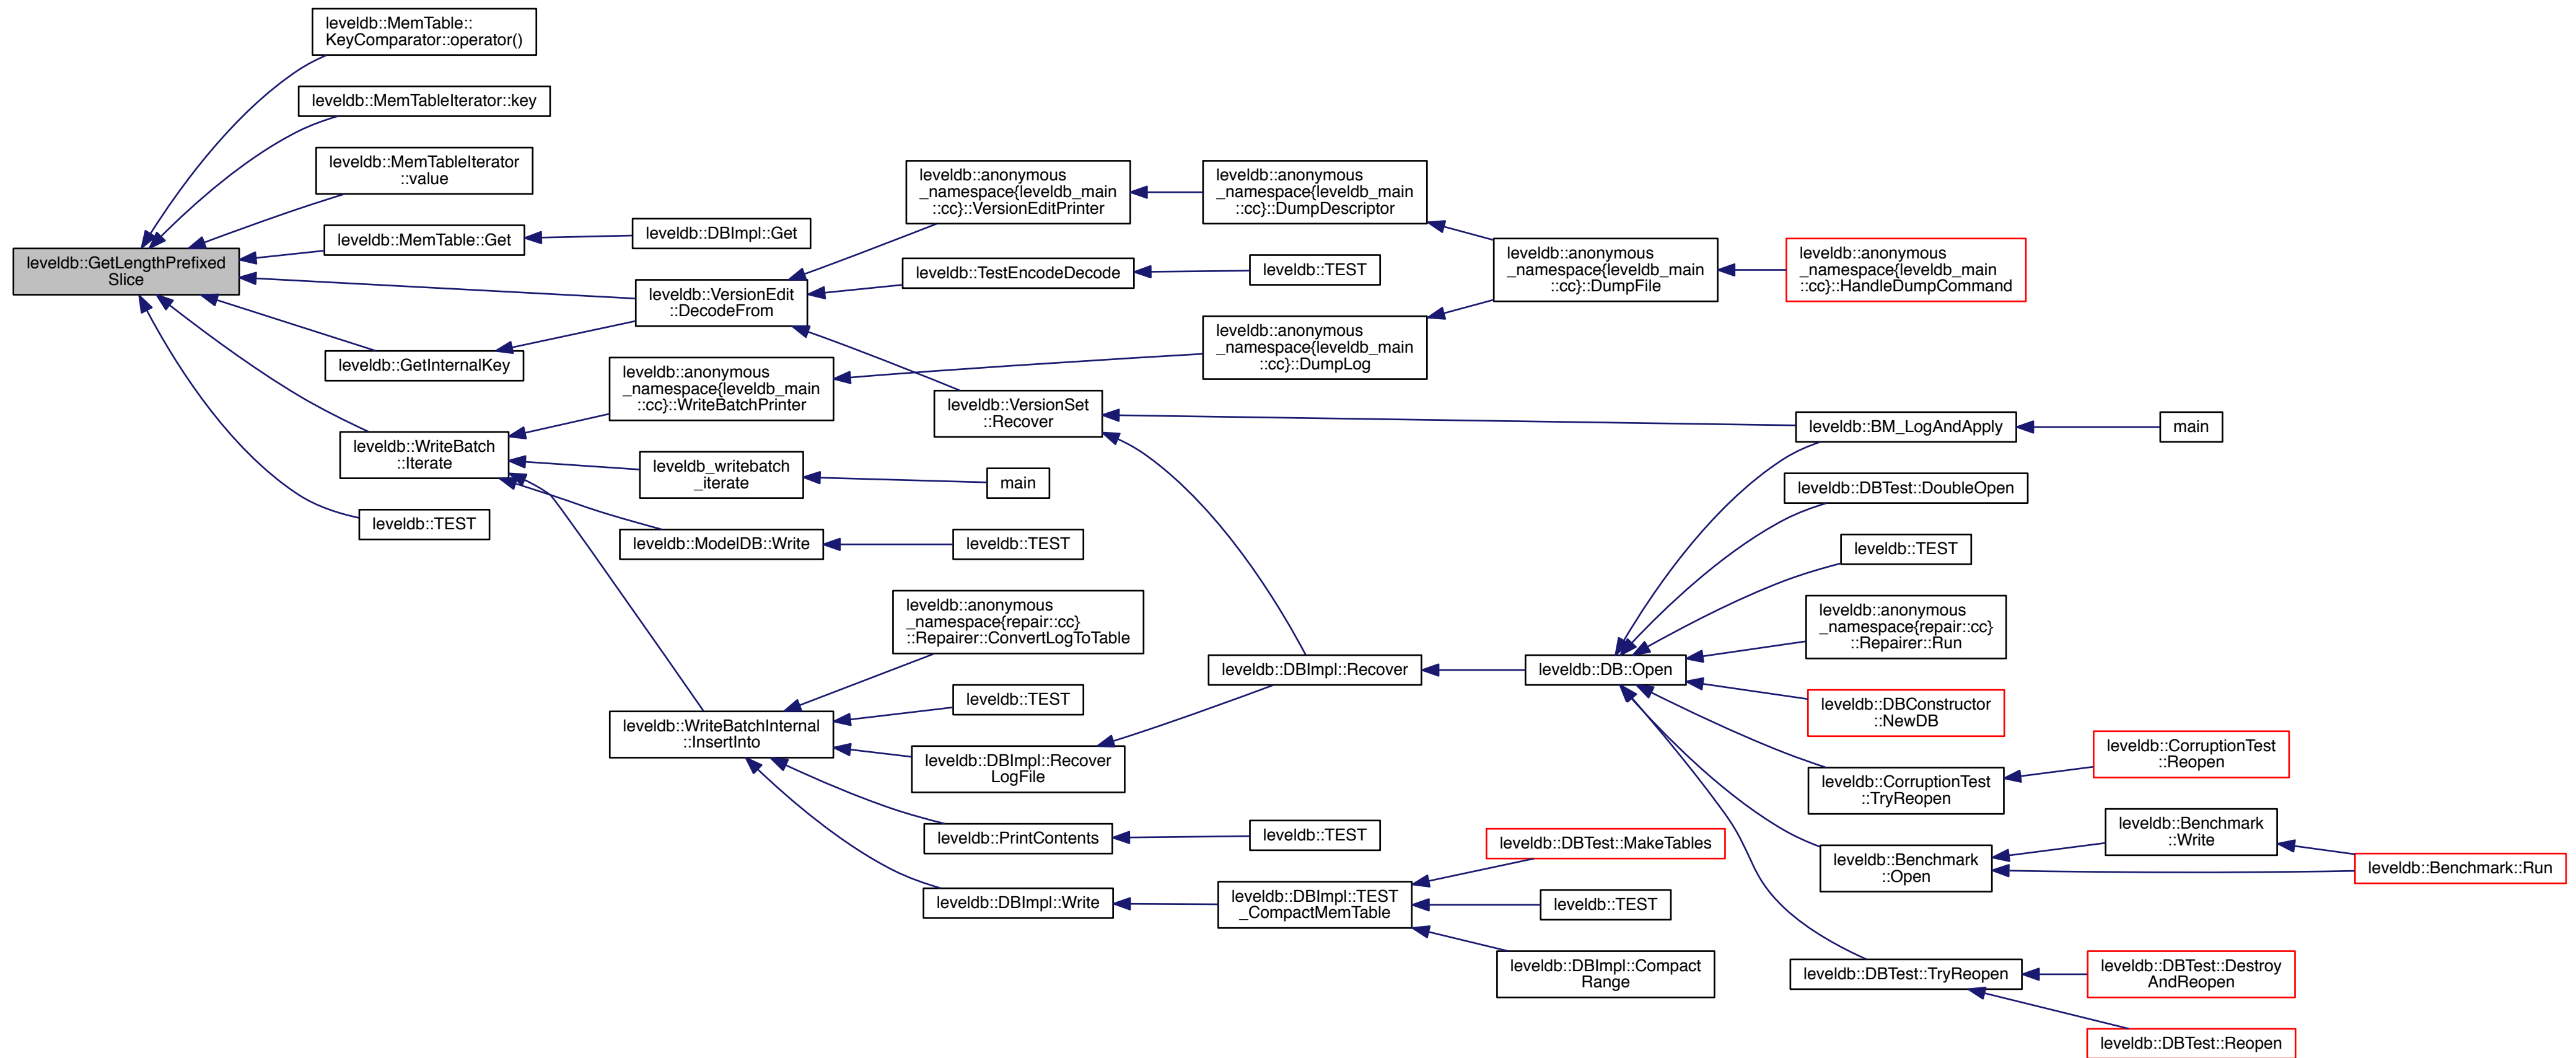 leveldb::MemTable::
KeyComparator::operator()
leveldb::MemTableIterator::key
leveldb::MemTableIterator
::value
leveldb::MemTable::Get
leveldb::DBImpl::Get
leveldb::GetLengthPrefixed
Slice
leveldb::VersionEdit
::DecodeFrom
leveldb::GetInternalKey
leveldb::WriteBatch
::Iterate
leveldb::TEST
leveldb::anonymous
_namespace{leveldb_main
::cc}::VersionEditPrinter
leveldb::anonymous
_namespace{leveldb_main
::cc}::DumpDescriptor
leveldb::TestEncodeDecode
leveldb::TEST
leveldb::anonymous
_namespace{leveldb_main
::cc}::DumpFile
leveldb::anonymous
_namespace{leveldb_main
::cc}::HandleDumpCommand
leveldb::anonymous
_namespace{leveldb_main
::cc}::DumpLog
leveldb::anonymous
_namespace{leveldb_main
::cc}::WriteBatchPrinter
leveldb::VersionSet
::Recover
leveldb::BM_LogAndApply
main
leveldb_writebatch
_iterate
main
leveldb::ModelDB::Write
leveldb::TEST
leveldb::DBTest::DoubleOpen
leveldb::TEST
leveldb::anonymous
_namespace{repair::cc}
::Repairer::ConvertLogToTable
leveldb::anonymous
_namespace{repair::cc}
::Repairer::Run
leveldb::DBImpl::Recover
leveldb::DB::Open
leveldb::TEST
leveldb::DBConstructor
::NewDB
leveldb::WriteBatchInternal
::InsertInto
leveldb::DBImpl::Recover
LogFile
leveldb::CorruptionTest
::TryReopen
leveldb::CorruptionTest
::Reopen
leveldb::PrintContents
leveldb::TEST
leveldb::DBTest::MakeTables
leveldb::Benchmark
::Open
leveldb::Benchmark
::Write
leveldb::Benchmark::Run
leveldb::DBImpl::Write
leveldb::DBImpl::TEST
_CompactMemTable
leveldb::TEST
leveldb::DBImpl::Compact
Range
leveldb::DBTest::TryReopen
leveldb::DBTest::Destroy
AndReopen
leveldb::DBTest::Reopen